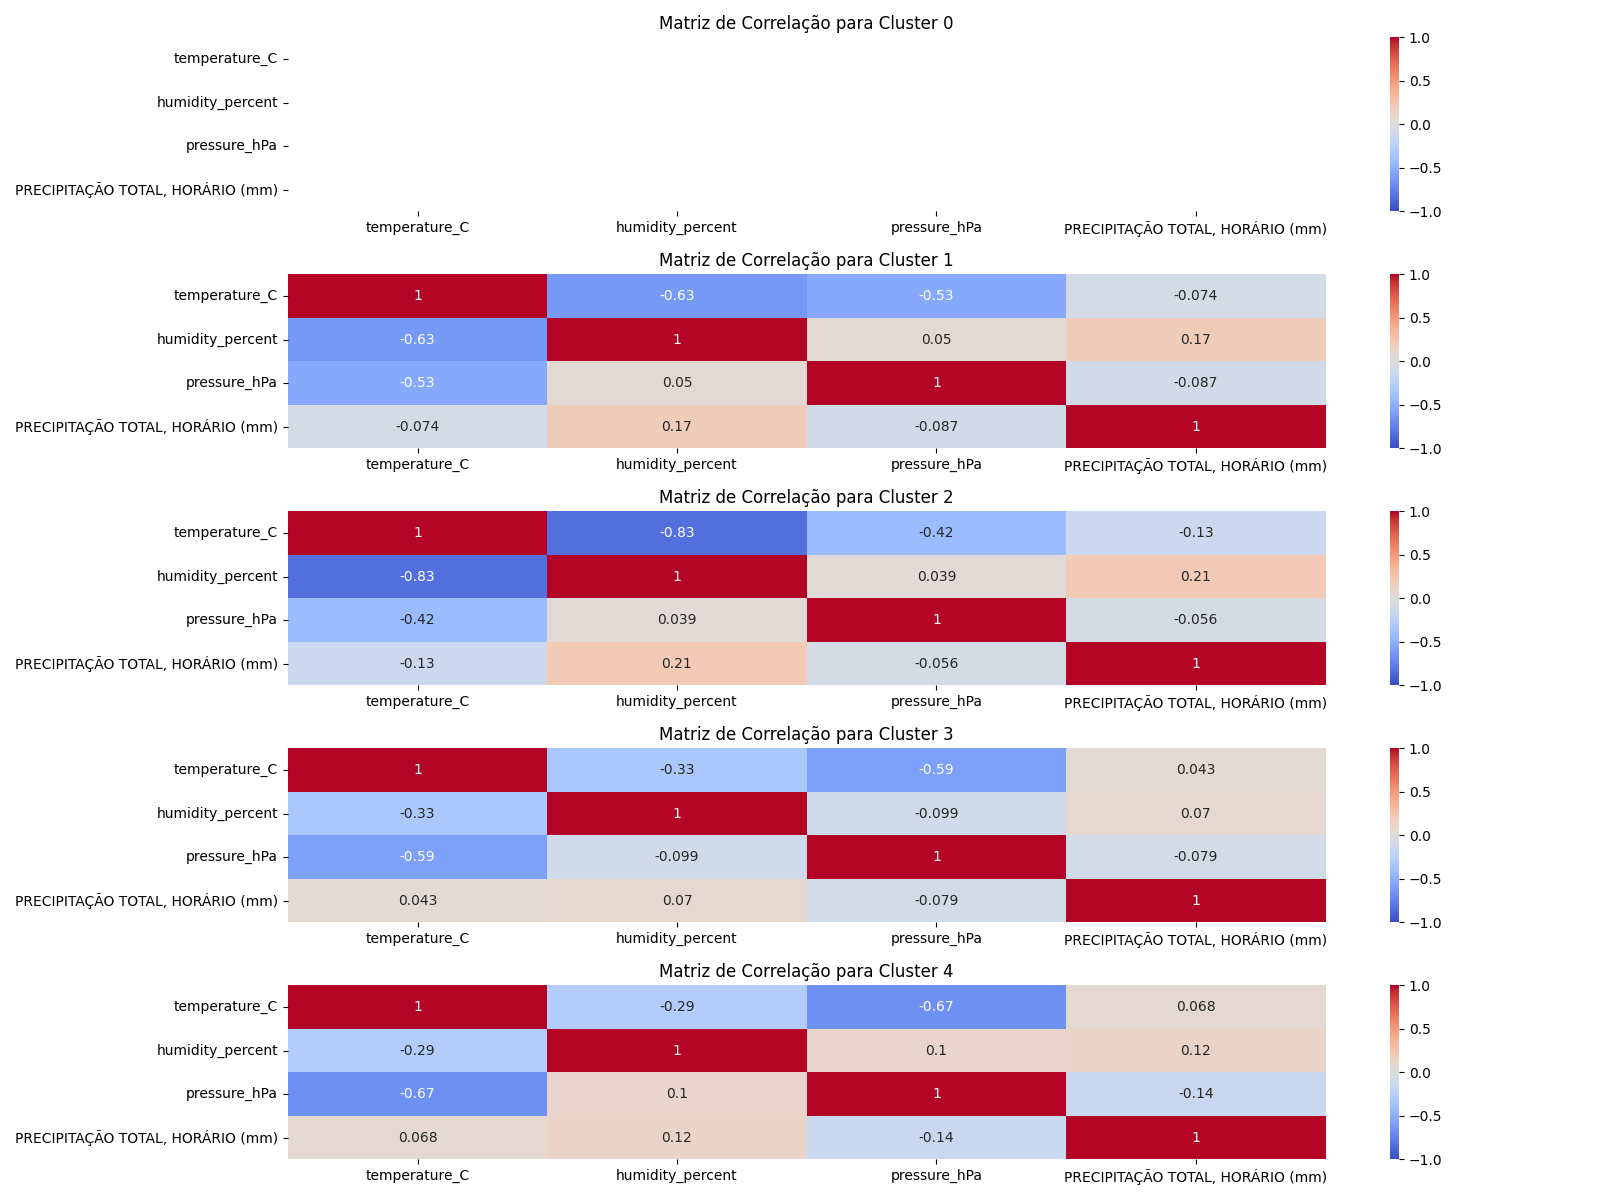 Matriz de Correlação para Cluster 0
temperature_C
humidity_percent
pressure_hPa
PRECIPITAÇÃO TOTAL, HORÁRIO (mm)
temperature_C humidity_percent pressure_hPa PRECIPITAÇÃO TOTAL, HORÁRIO (mm)
1.0
0.5
0.0
−0.5
−1.0
Matriz de Correlação para Cluster 1
temperature_C 1 -0.63 -0.53 -0.074
humidity_percent -0.63 1 0.05 0.17
pressure_hPa -0.53 0.05 1 -0.087
PRECIPITAÇÃO TOTAL, HORÁRIO (mm) -0.074 0.17 -0.087 1
temperature_C humidity_percent pressure_hPa PRECIPITAÇÃO TOTAL, HORÁRIO (mm)
1.0
0.5
0.0
−0.5
−1.0
Matriz de Correlação para Cluster 2
temperature_C 1 -0.83 -0.42 -0.13
humidity_percent -0.83 1 0.039 0.21
pressure_hPa -0.42 0.039 1 -0.056
PRECIPITAÇÃO TOTAL, HORÁRIO (mm) -0.13 0.21 -0.056 1
temperature_C humidity_percent pressure_hPa PRECIPITAÇÃO TOTAL, HORÁRIO (mm)
1.0
0.5
0.0
−0.5
−1.0
Matriz de Correlação para Cluster 3
temperature_C 1 -0.33 -0.59 0.043
humidity_percent -0.33 1 -0.099 0.07
pressure_hPa -0.59 -0.099 1 -0.079
PRECIPITAÇÃO TOTAL, HORÁRIO (mm) 0.043 0.07 -0.079 1
temperature_C humidity_percent pressure_hPa PRECIPITAÇÃO TOTAL, HORÁRIO (mm)
1.0
0.5
0.0
−0.5
−1.0
Matriz de Correlação para Cluster 4
temperature_C 1 -0.29 -0.67 0.068
humidity_percent -0.29 1 0.1 0.12
pressure_hPa -0.67 0.1 1 -0.14
PRECIPITAÇÃO TOTAL, HORÁRIO (mm) 0.068 0.12 -0.14 1
temperature_C humidity_percent pressure_hPa PRECIPITAÇÃO TOTAL, HORÁRIO (mm)
1.0
0.5
0.0
−0.5
−1.0